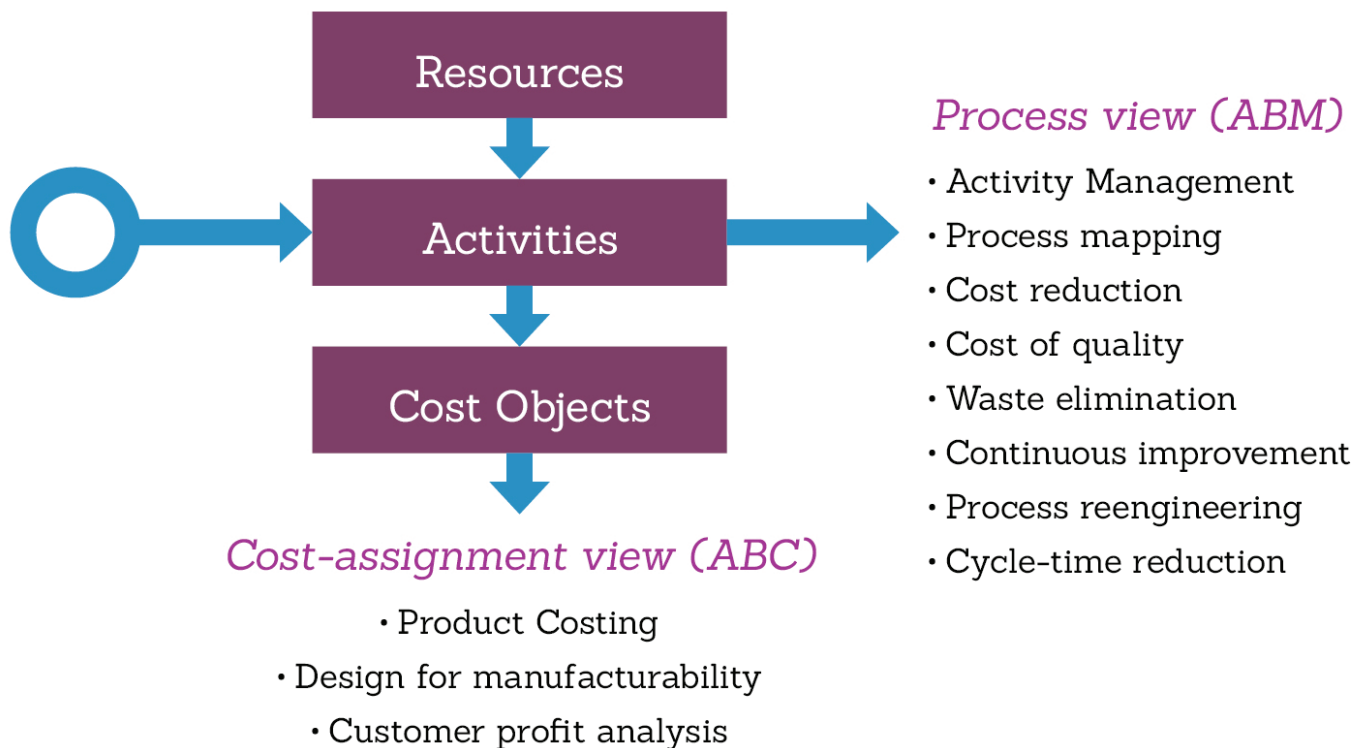 Resources
Activities
Cost Objects
Cost-assignment view (ABC)
• Product Costing
• Design for manufacturability
• Customer profit analysis
Process view (ABM)
• Activity Management
• Process mapping
• Cost reduction
• Cost of quality
• Waste elimination
• Continuous improvement
• Process reengineering
• Cycle-time reduction